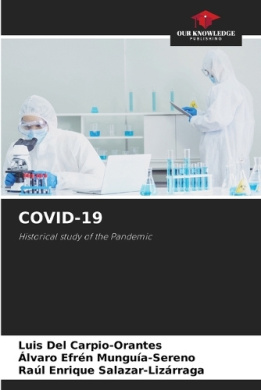 OUR KNOWLEDGE
PUBLISHING
COVID-19
Historical study of the Pandemic
Luis Del Carpio-Orantes
Álvaro Efrén Munguía-Sereno
Raúl Enrique Salazar-Lizárraga